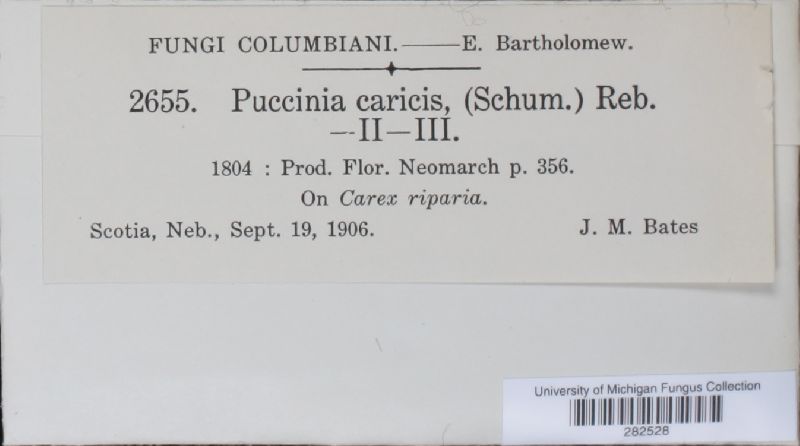 FUNGI COLUMBIANI.——E. Bartholomew.
2655. Puccinia caricis, (Schum.) Reb.
—II—III.
1804 : Prod. Flor. Neomarch p. 356.
On Carex riparia.
Scotia, Neb., Sept. 19, 1906. J. M. Bates
University of Michigan Fungus Collection
282528